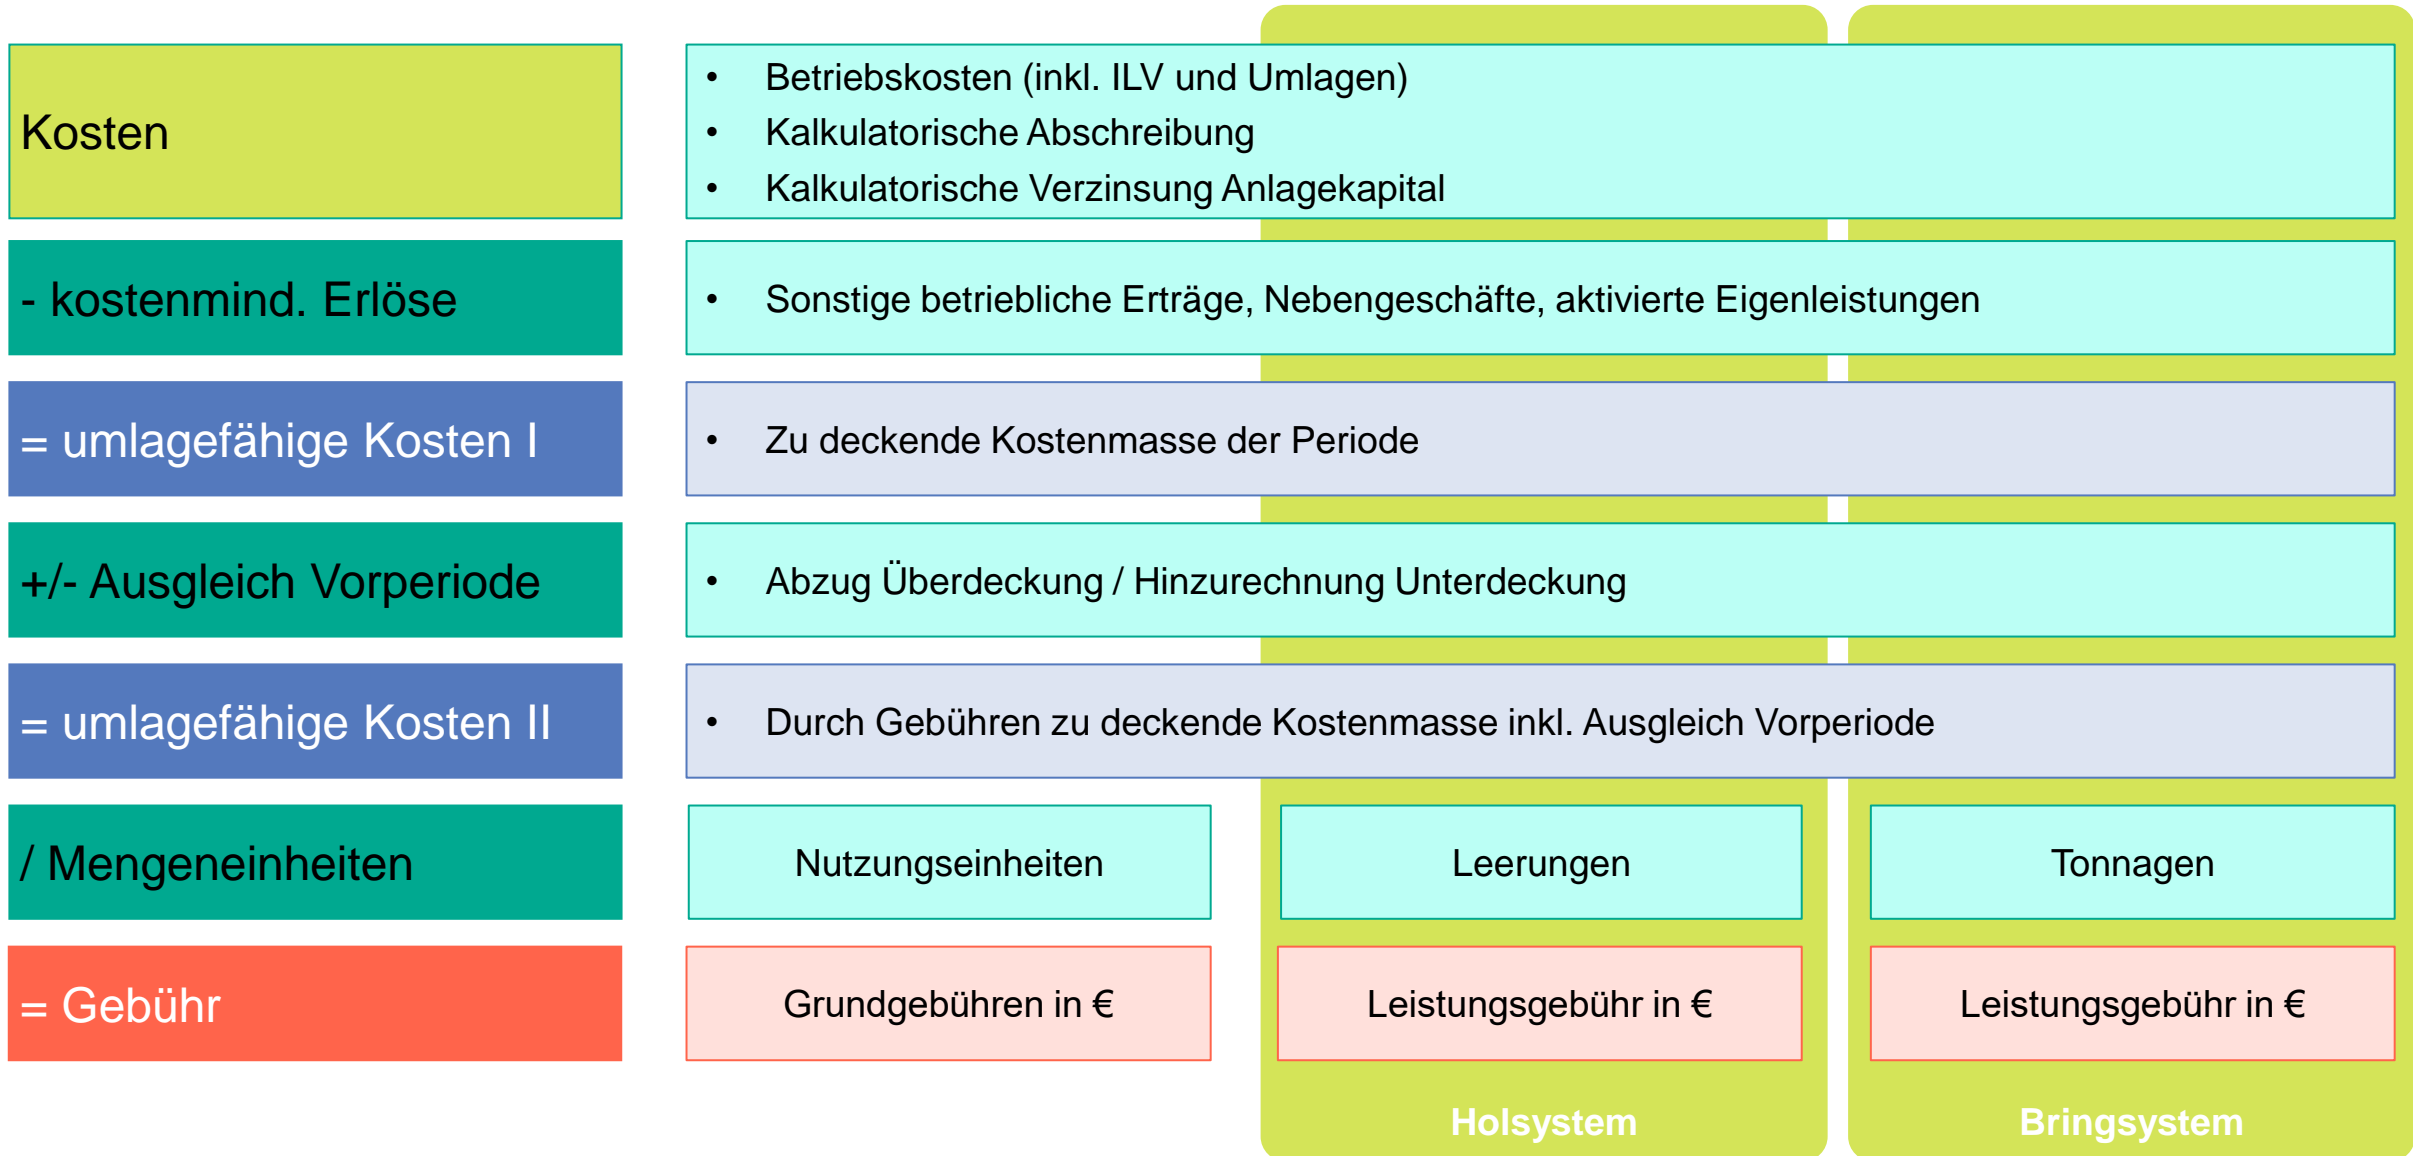 Kosten
• Betriebskosten (inkl. ILV und Umlagen)
• Kalkulatorische Abschreibung
• Kalkulatorische Verzinsung Anlagekapital
- kostenmind. Erlöse
• Sonstige betriebliche Erträge, Nebengeschäfte, aktivierte Eigenleistungen
= umlagefähige Kosten I
• Zu deckende Kostenmasse der Periode
+/- Ausgleich Vorperiode
• Abzug Überdeckung / Hinzurechnung Unterdeckung
= umlagefähige Kosten II
• Durch Gebühren zu deckende Kostenmasse inkl. Ausgleich Vorperiode
/ Mengeneinheiten
Nutzungseinheiten
Leerungen
Tonnagen
= Gebühr
Grundgebühren in €
Leistungsgebühr in €
Leistungsgebühr in €
Holsystem
Bringsystem